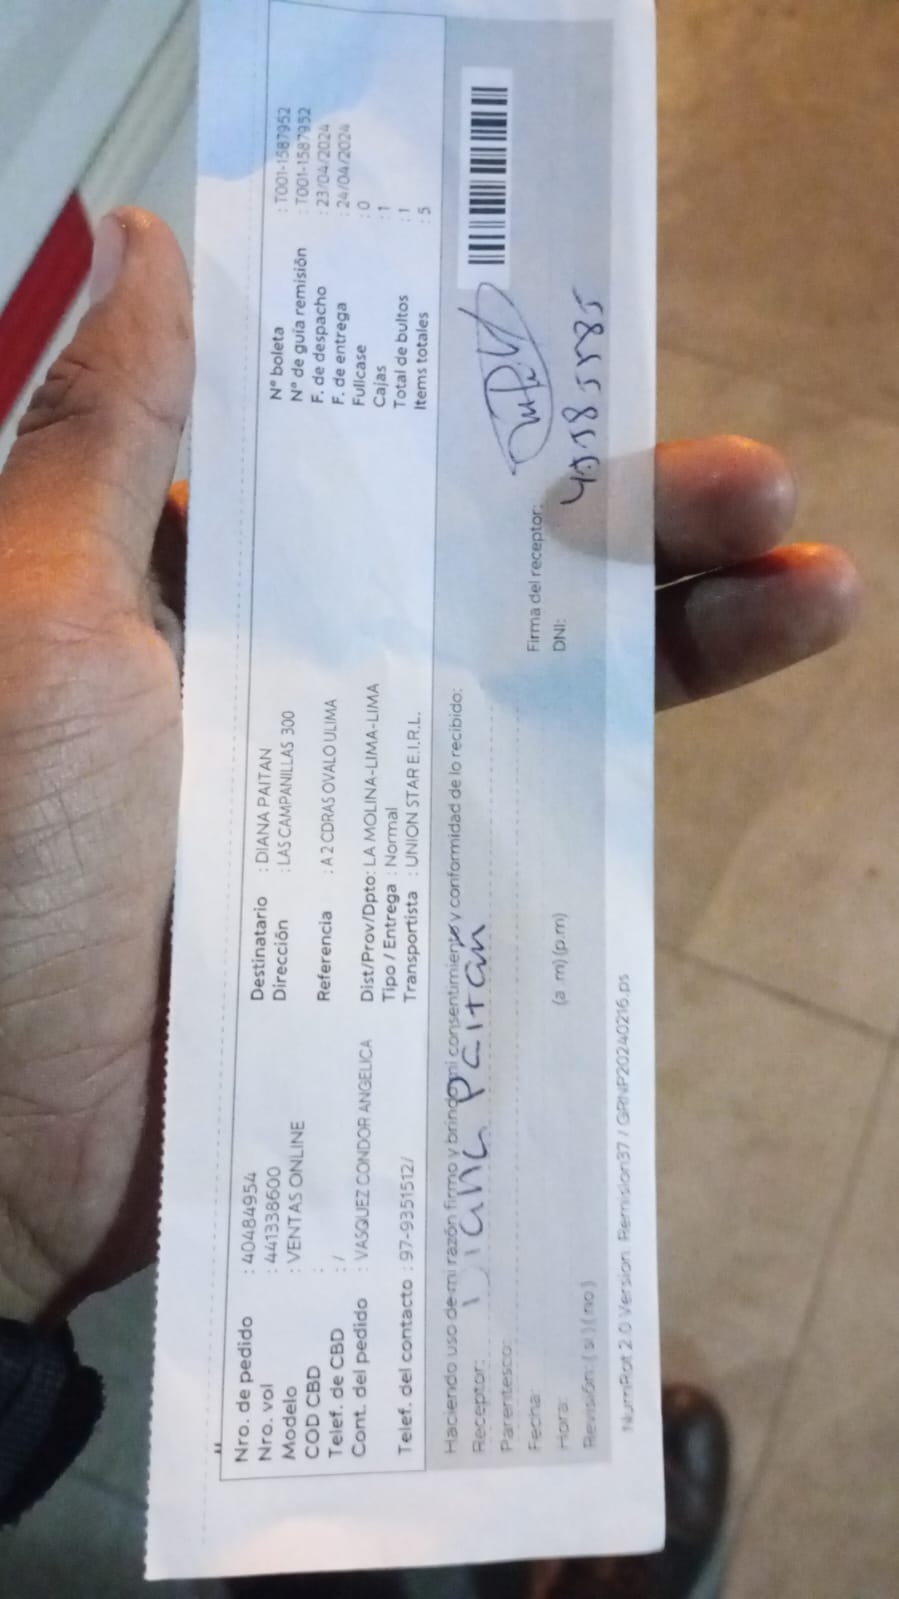 Nro. de pedido : 40484954
Nro. vol : 441338600
Modelo : VENTAS ONLINE
COD CBD :
Telef. de CBD : /
Cont. del pedido : VASQUEZ CONDOR ANGELICA
Telef. del contacto : 97-9351512/
Destinatario : DIANA PAITAN
Dirección : LAS CAMPANILLAS 300
Referencia : A 2 CDRAS OVALO ULIMA
Dist/Prov/Dpto: LA MOLINA-LIMA-LIMA
Tipo / Entrega : Normal
Transportista : UNION STAR E.I.R.L.
N° boleta : T001-1587952
N° de guía remisión : T001-1587952
F. de despacho : 23/04/2024
F. de entrega : 24/04/2024
Fullcase : 0
Cajas : 1
Total de bultos : 1
Items totales : 5
Haciendo uso de mi razón firmo y brindo mi consentimiento y conformidad de lo recibido:
Receptor: Diana Paitan
Parentesco:
Fecha:
Hora: (a.m)(p.m)
Revisión: ( si ) ( no )
Firma del receptor:
DNI:
NumRot 2.0 Version. Remision37 / GRNP20240216.ps